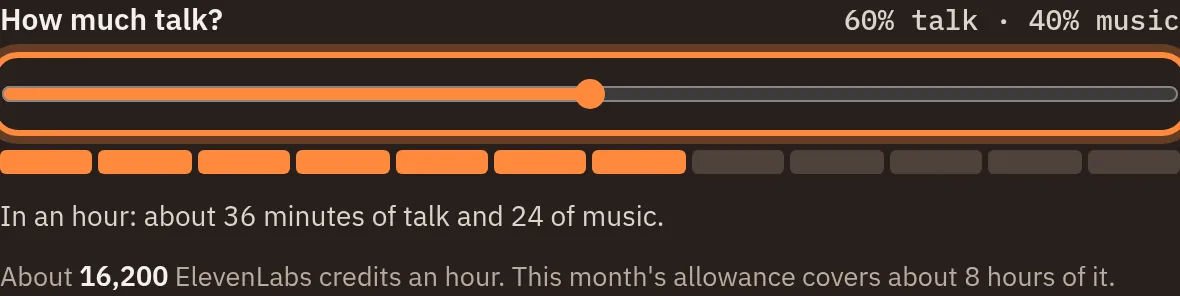 How much talk?
60% talk · 40% music
In an hour: about 36 minutes of talk and 24 of music.
About 16,200 ElevenLabs credits an hour. This month's allowance covers about 8 hours of it.